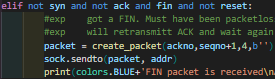 elif not syn and not ack and fin and not reset:
#exp    got a FIN. Must have been packetlos
#exp    will retransmitt ACK and wait again
packet = create_packet(ackno,seqno+1,4,b'')
sock.sendto(packet, addr)
print(colors.BLUE+'FIN packet is received\n